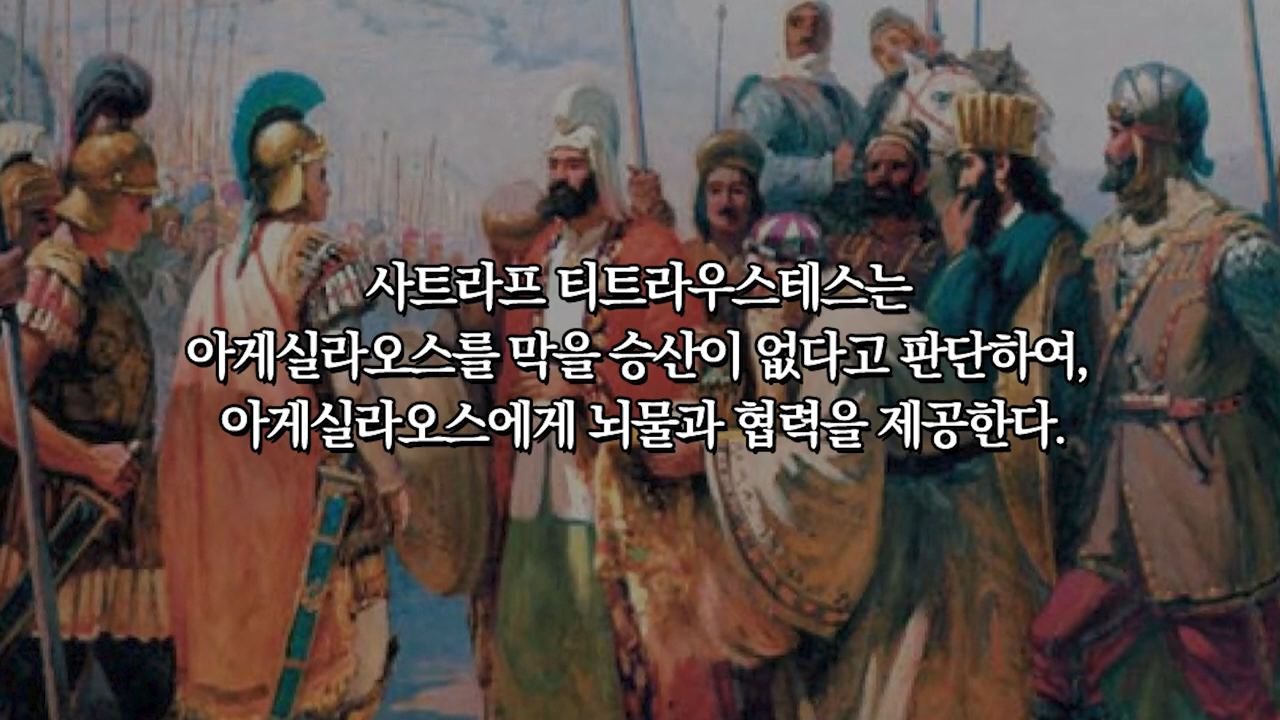 사트라프 티트라우스테스는
아게실라오스를 막을 승산이 없다고 판단하여,
아게실라오스에게 뇌물과 협력을 제공한다.